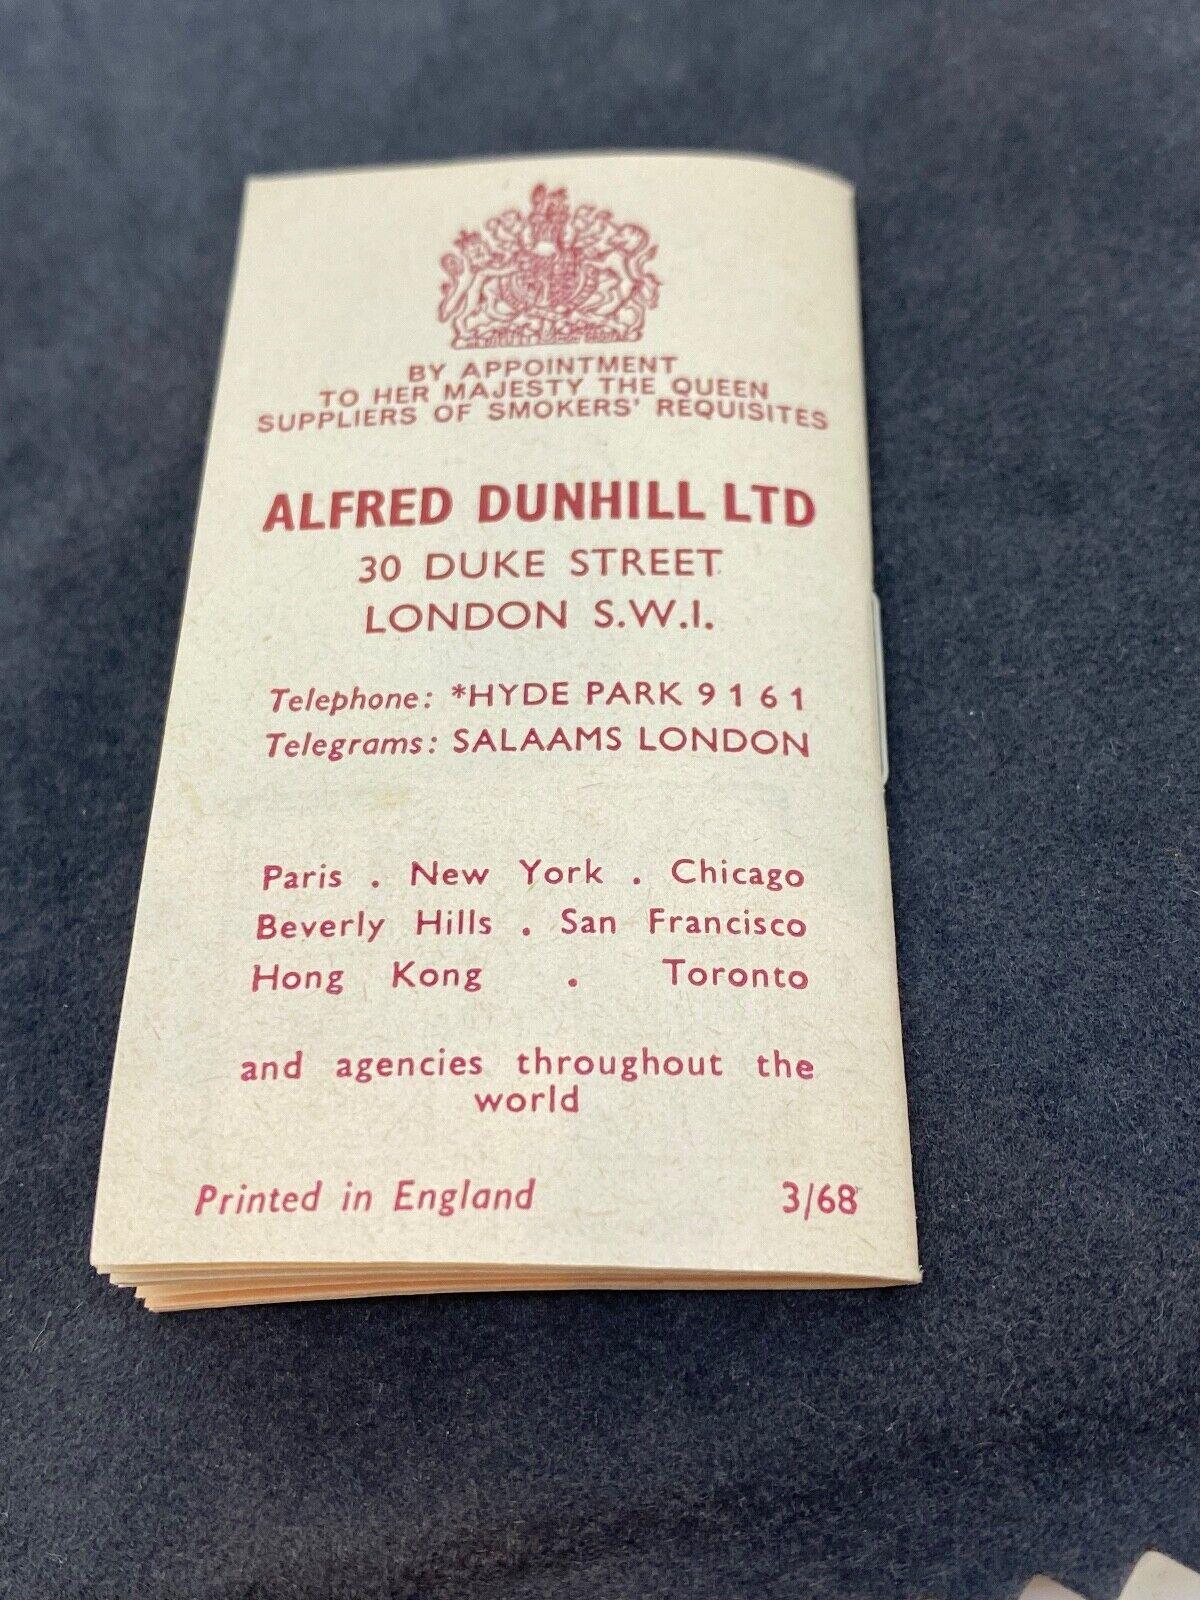 BY APPOINTMENT
TO HER MAJESTY THE QUEEN
SUPPLIERS OF SMOKERS' REQUISITES
ALFRED DUNHILL LTD
30 DUKE STREET
LONDON S.W.I.
Telephone: *HYDE PARK 9161
Telegrams: SALAAMS LONDON
Paris . New York . Chicago
Beverly Hills . San Francisco
Hong Kong . Toronto
and agencies throughout the
world
Printed in England 3/68